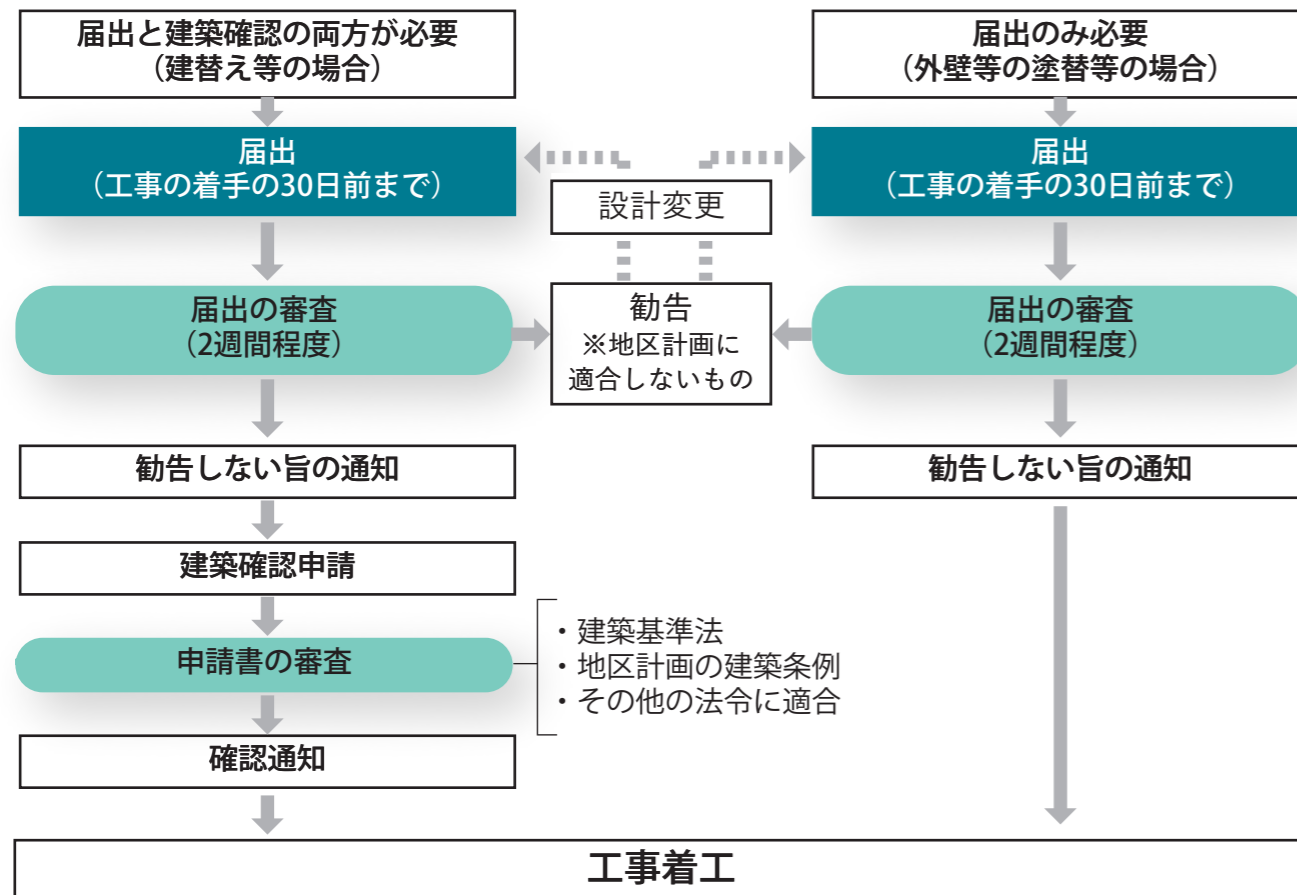 届出と建築確認の両方が必要
（建替え等の場合）
届出
（工事の着手の30日前まで）
届出の審査
（2週間程度）
勧告しない旨の通知
建築確認申請
申請書の審査
・建築基準法
・地区計画の建築条例
・その他の法令に適合
確認通知
設計変更
勧告
※地区計画に
適合しないもの
届出のみ必要
（外壁等の塗替等の場合）
届出
（工事の着手の30日前まで）
届出の審査
（2週間程度）
勧告しない旨の通知
工事着工